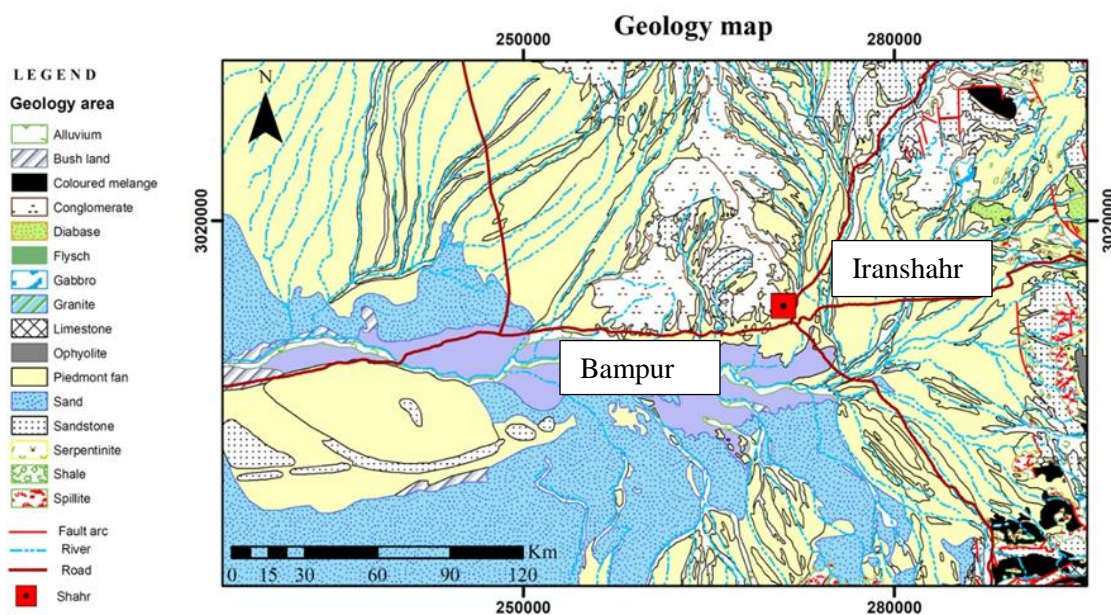 Geology map
250000
280000
LEGEND
Geology area
Alluvium
Bush land
Coloured melange
Conglomerate
Diabase
Flysch
Gabbro
Granite
Limestone
Ophyolite
Piedmont fan
Sand
Sandstone
Serpentinite
Shale
Spillite
Fault arc
River
Road
Shahr
N
3020000
3020000
Iranshahr
Bampur
Km
0 15 30 60 90 120
250000
280000